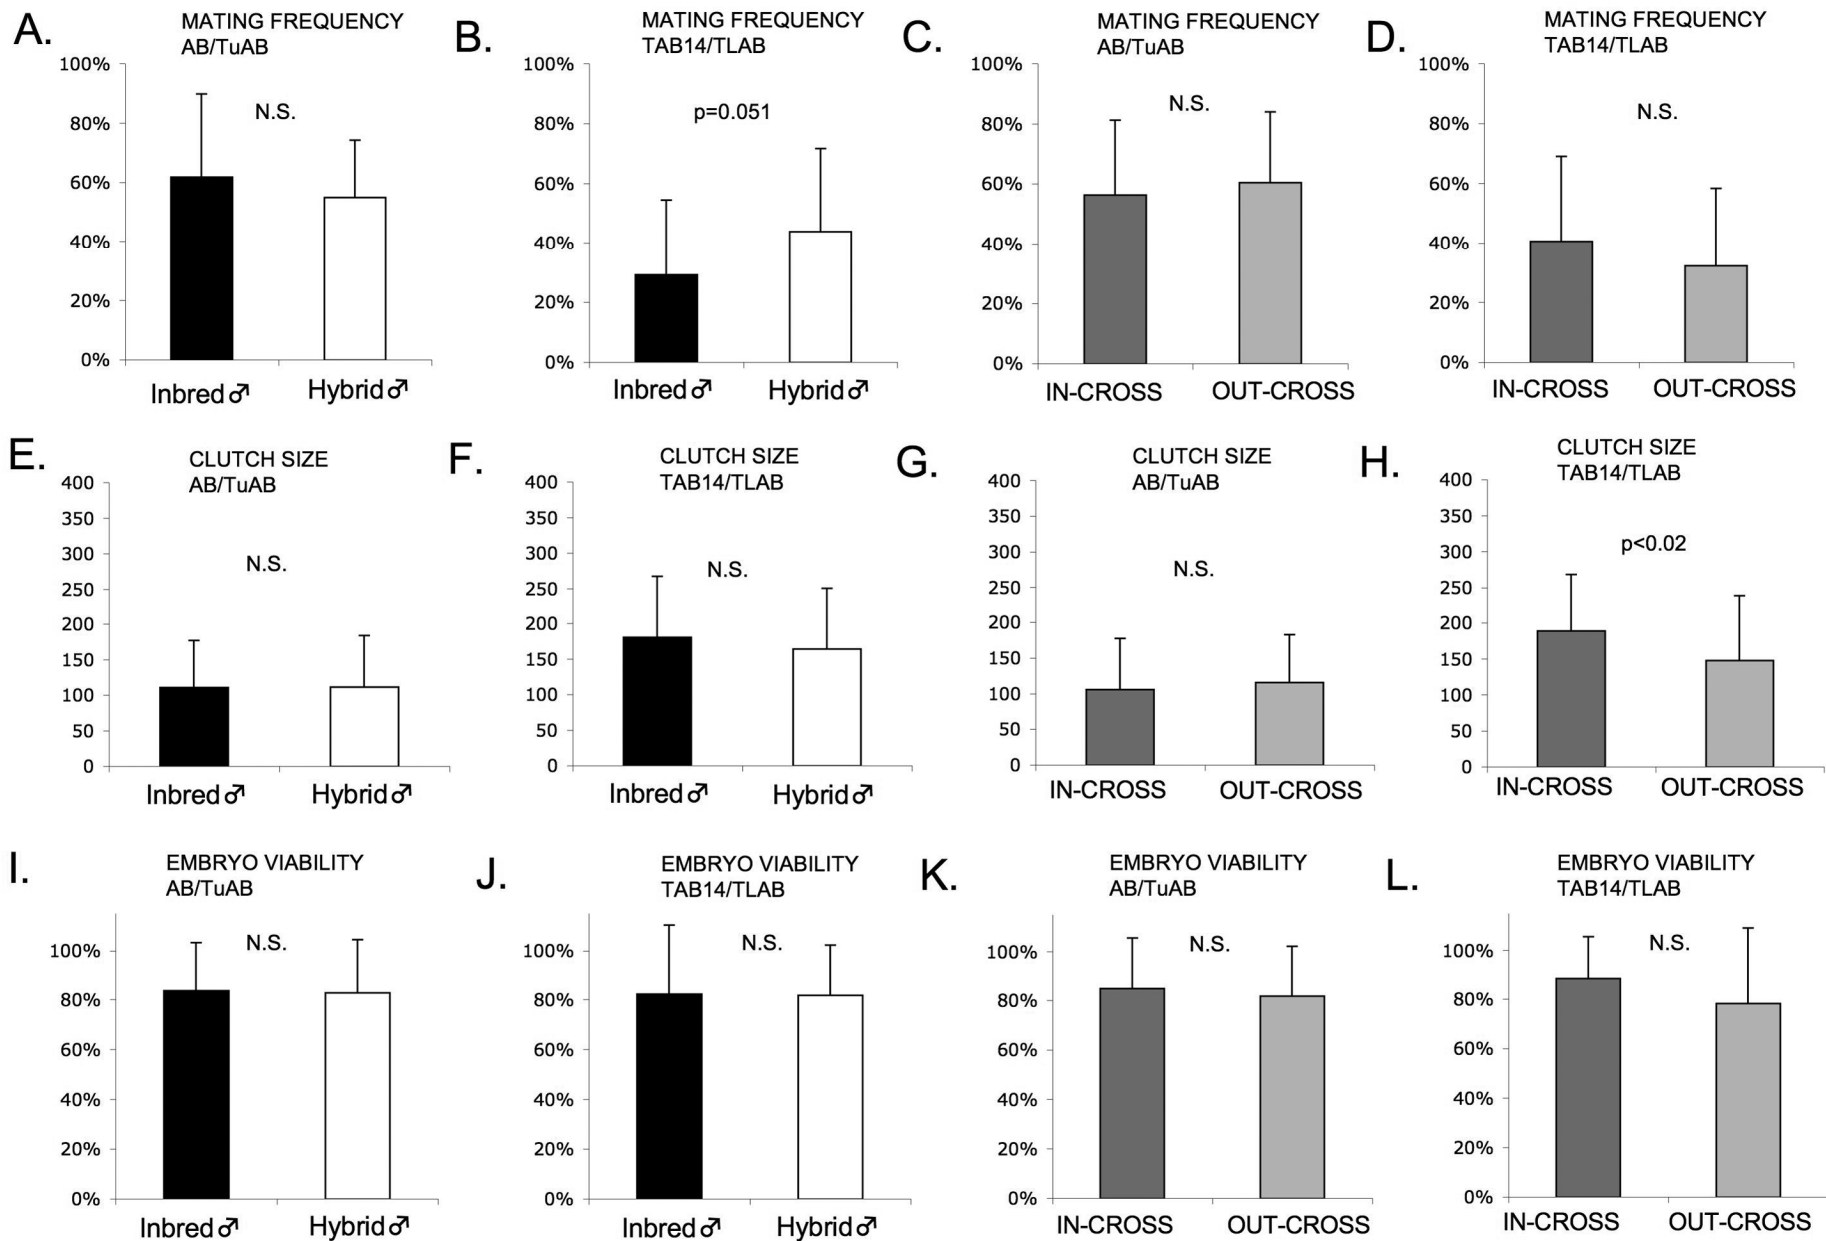 A.
MATING FREQUENCY
AB/TuAB
100%
80%
60%
40%
20%
0%
N.S.
Inbred♂
Hybrid♂
B.
MATING FREQUENCY
TAB14/TLAB
100%
80%
60%
40%
20%
0%
p=0.051
Inbred♂
Hybrid♂
C.
MATING FREQUENCY
AB/TuAB
100%
80%
60%
40%
20%
0%
N.S.
IN-CROSS
OUT-CROSS
D.
MATING FREQUENCY
TAB14/TLAB
100%
80%
60%
40%
20%
0%
N.S.
IN-CROSS
OUT-CROSS
E.
CLUTCH SIZE
AB/TuAB
400
350
300
250
200
150
100
50
0
N.S.
Inbred♂
Hybrid♂
F.
CLUTCH SIZE
TAB14/TLAB
400
350
300
250
200
150
100
50
0
N.S.
Inbred♂
Hybrid♂
G.
CLUTCH SIZE
AB/TuAB
400
350
300
250
200
150
100
50
0
N.S.
IN-CROSS
OUT-CROSS
H.
CLUTCH SIZE
TAB14/TLAB
400
350
300
250
200
150
100
50
0
p<0.02
IN-CROSS
OUT-CROSS
I.
EMBRYO VIABILITY
AB/TuAB
100%
80%
60%
40%
20%
0%
N.S.
Inbred♂
Hybrid♂
J.
EMBRYO VIABILITY
TAB14/TLAB
100%
80%
60%
40%
20%
0%
N.S.
Inbred♂
Hybrid♂
K.
EMBRYO VIABILITY
AB/TuAB
100%
80%
60%
40%
20%
0%
N.S.
IN-CROSS
OUT-CROSS
L.
EMBRYO VIABILITY
TAB14/TLAB
100%
80%
60%
40%
20%
0%
N.S.
IN-CROSS
OUT-CROSS